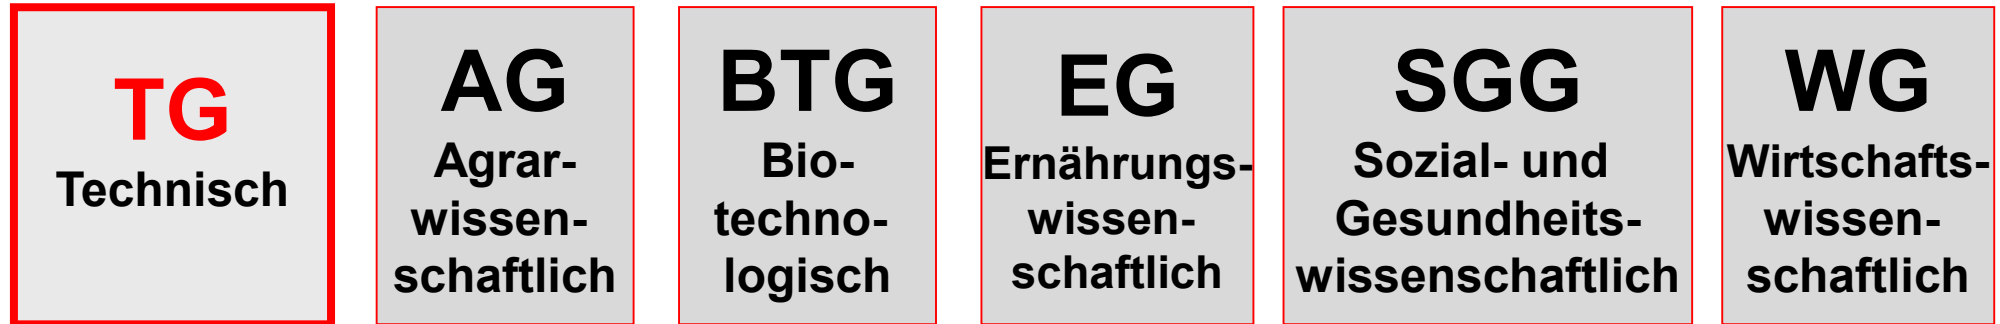 TG
Technisch
AG
Agrar-
wissen-
schaftlich
BTG
Bio-
techno-
logisch
EG
Ernährungs-
wissen-
schaftlich
SGG
Sozial- und
Gesundheits-
wissenschaftlich
WG
Wirtschafts-
wissen-
schaftlich